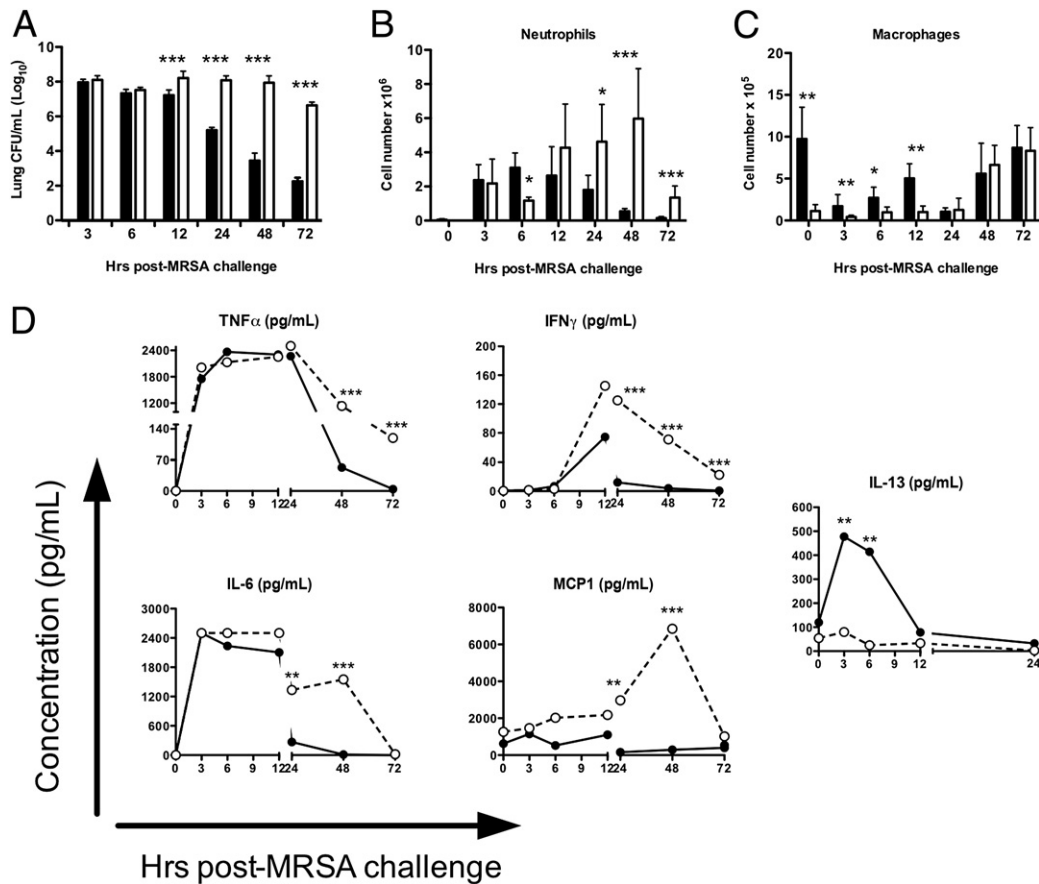 A
Lung CFU/mL (Log10)
10
8
6
4
2
0
*** *** *** ***
3 6 12 24 48 72
Hrs post-MRSA challenge
B
Neutrophils
Cell number x10^6
10
8
6
4
2
0
* * *** ***
0 3 6 12 24 48 72
Hrs post-MRSA challenge
C
Macrophages
Cell number x 10^5
20
15
10
5
0
** ** * **
0 3 6 12 24 48 72
Hrs post-MRSA challenge
D
Concentration (pg/mL)
Hrs post-MRSA challenge
TNFα (pg/mL)
2400
1800
1200
140
70
0
*** ***
0 3 6 9 12 24 48 72
IFNγ (pg/mL)
200
160
120
80
40
0
*** *** ***
0 3 6 9 12 24 48 72
IL-13 (pg/mL)
600
500
400
300
200
100
0
** **
0 3 6 9 12 24
IL-6 (pg/mL)
3000
2400
1800
1200
600
0
** ***
0 3 6 9 12 24 48 72
MCP1 (pg/mL)
8000
6000
4000
2000
0
** ***
0 3 6 9 12 24 48 72